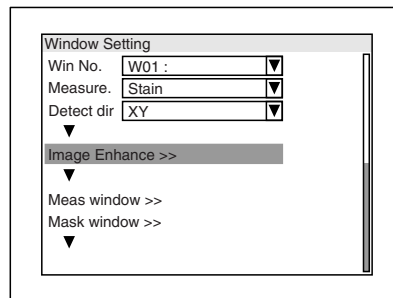 Window Setting
Win No. W01 :
Measure. Stain
Detect dir XY
Image Enhance >>
Meas window >>
Mask window >>